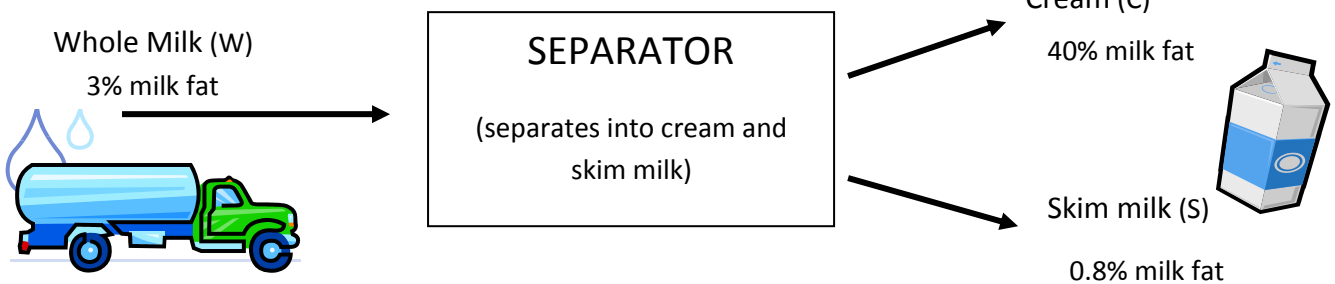 Cream (C)
40% milk fat
Whole Milk (W)
3% milk fat
SEPARATOR
(separates into cream and
skim milk)
Skim milk (S)
0.8% milk fat